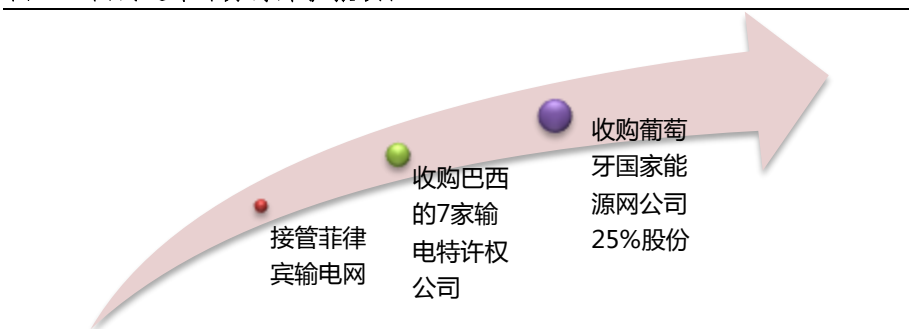 接管菲律
宾输电网
收购巴西
的7家输
电特许权
公司
收购葡萄
牙国家能
源网公司
25%股份